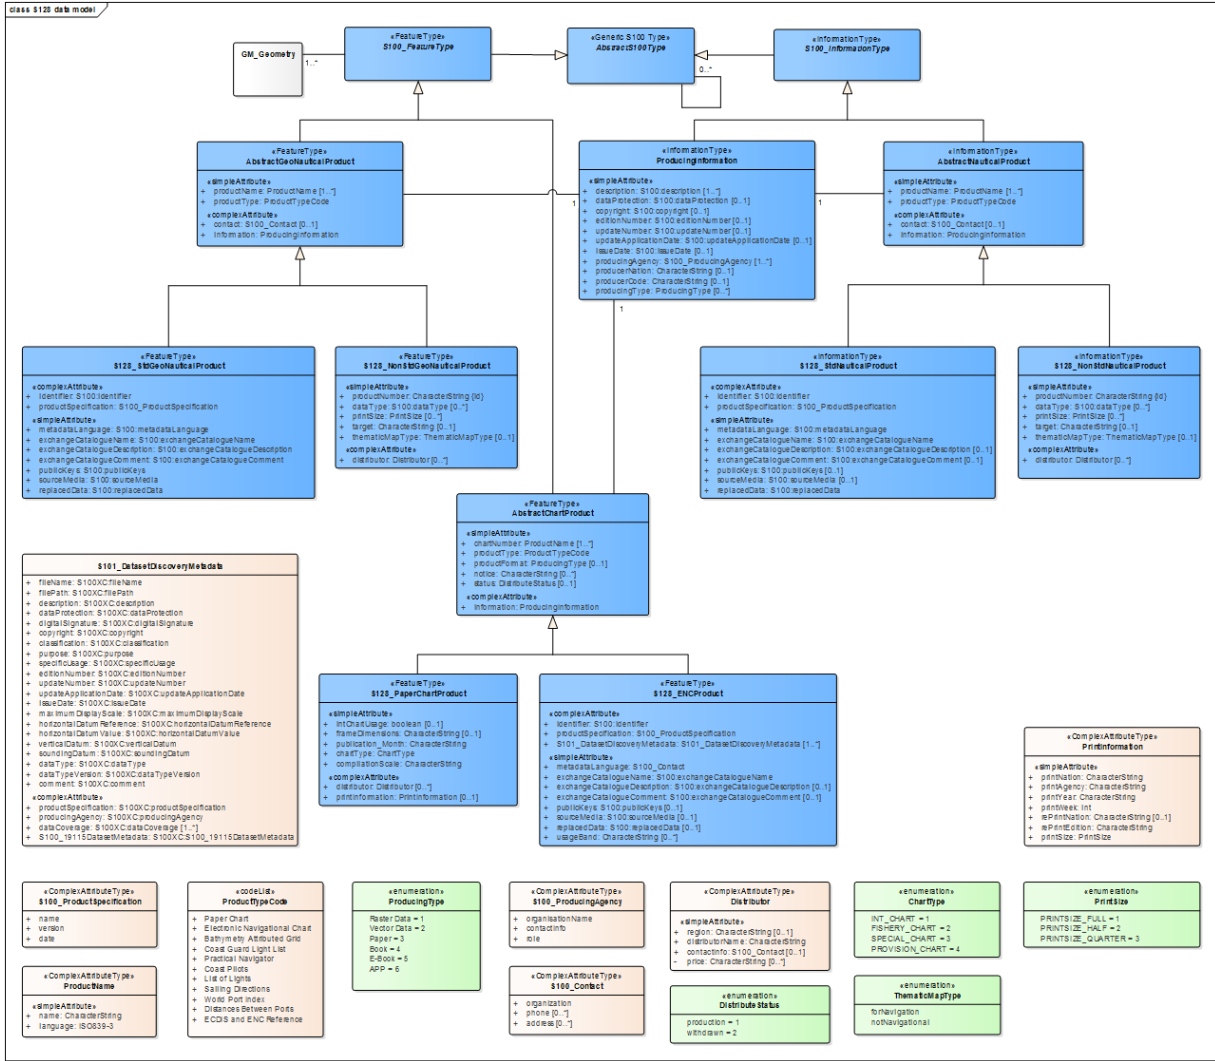 class S128 data model
GM_Geometry
1..*
«FeatureType»
S100_FeatureType
«Generic S100 Type»
AbstractS100Type
0..*
«InformationType»
S100_InformationType
«FeatureType»
AbstractGeoNauticalProduct
«simpleAttribute»
+ productName: ProductName [1..*]
+ productType: ProductTypeCode
«complexAttribute»
+ contact: S100_Contact [0..1]
+ information: ProducingInformation
1
«InformationType»
ProducingInformation
«simpleAttribute»
+ description: S100:description [1..*]
+ dataProtection: S100:dataProtection [0..1]
+ copyright: S100:copyright [0..1]
+ editionNumber: S100:editionNumber [0..1]
+ updateNumber: S100:updateNumber [0..1]
+ updateApplicationDate: S100:updateApplicationDate [0..1]
+ issueDate: S100:issueDate [0..1]
+ producingAgency: S100_ProducingAgency [1..*]
+ producerNation: CharacterString [0..1]
+ producerCode: CharacterString [0..1]
+ producingType: ProducingType [0..*]
1
1
«InformationType»
AbstractNauticalProduct
«simpleAttribute»
+ productName: ProductName [1..*]
+ productType: ProductTypeCode
«complexAttribute»
+ contact: S100_Contact [0..1]
+ information: ProducingInformation
«FeatureType»
S128_StdGeoNauticalProduct
«complexAttribute»
+ identifier: S100:identifier
+ productSpecification: S100_ProductSpecification
«simpleAttribute»
+ metadataLanguage: S100:metadataLanguage
+ exchangeCatalogueName: S100:exchangeCatalogueName
+ exchangeCatalogueDescription: S100:exchangeCatalogueDescription
+ exchangeCatalogueComment: S100:exchangeCatalogueComment
+ publicKeys: S100:publicKeys
+ sourceMedia: S100:sourceMedia
+ replacedData: S100:replacedData
«FeatureType»
S128_NonStdGeoNauticalProduct
«simpleAttribute»
+ productNumber: CharacterString {id}
+ dataType: S100:dataType [0..*]
+ printSize: PrintSize [0..*]
+ target: CharacterString [0..1]
+ thematicMapType: ThematicMapType [0..1]
«complexAttribute»
+ distributor: Distributor [0..*]
«InformationType»
S128_StdNauticalProduct
«complexAttribute»
+ identifier: S100:identifier
+ productSpecification: S100_ProductSpecification
«simpleAttribute»
+ metadataLanguage: S100:metadataLanguage
+ exchangeCatalogueName: S100:exchangeCatalogueName
+ exchangeCatalogueDescription: S100:exchangeCatalogueDescription [0..1]
+ exchangeCatalogueComment: S100:exchangeCatalogueComment [0..1]
+ publicKeys: S100:publicKeys [0..1]
+ sourceMedia: S100:sourceMedia [0..1]
+ replacedData: S100:replacedData
«InformationType»
S128_NonStdNauticalProduct
«simpleAttribute»
+ productNumber: CharacterString {id}
+ dataType: S100:dataType [0..*]
+ printSize: PrintSize [0..*]
+ target: CharacterString [0..1]
+ thematicMapType: ThematicMapType [0..1]
«complexAttribute»
+ distributor: Distributor [0..*]
«FeatureType»
AbstractChartProduct
«simpleAttribute»
+ chartNumber: ProductName [1..*]
+ productType: ProductTypeCode
+ productFormat: ProducingType [0..1]
+ notice: CharacterString [0..*]
+ status: DistributeStatus [0..1]
«complexAttribute»
+ information: ProducingInformation
S101_DatasetDiscoveryMetadata
+ fileName: S100XC:fileName
+ filePath: S100XC:filePath
+ description: S100XC:description
+ dataProtection: S100XC:dataProtection
+ digitalSignature: S100XC:digitalSignature
+ copyright: S100XC:copyright
+ classification: S100XC:classification
+ purpose: S100XC:purpose
+ specificUsage: S100XC:specificUsage
+ editionNumber: S100XC:editionNumber
+ updateNumber: S100XC:updateNumber
+ updateApplicationDate: S100XC:updateApplicationDate
+ issueDate: S100XC:issueDate
+ maximumDisplayScale: S100XC:maximumDisplayScale
+ horizontalDatumReference: S100XC:horizontalDatumReference
+ horizontalDatumValue: S100XC:horizontalDatumValue
+ verticalDatum: S100XC:verticalDatum
+ soundingDatum: S100XC:soundingDatum
+ dataType: S100XC:dataType
+ dataTypeVersion: S100XC:dataTypeVersion
+ comment: S100XC:comment
«complexAttribute»
+ productSpecification: S100XC:productSpecification
+ producingAgency: S100XC:producingAgency
+ dataCoverage: S100XC:dataCoverage [1..*]
+ S100_19115DatasetMetadata: S100XC:S100_19115DatasetMetadata
«FeatureType»
S128_PaperChartProduct
«simpleAttribute»
+ intChartUsage: boolean [0..1]
+ frameDimensions: CharacterString [0..1]
+ publication_Month: CharacterString
+ chartType: ChartType
+ compilationScale: CharacterString
«complexAttribute»
+ distributor: Distributor [0..*]
+ printInformation: PrintInformation [0..1]
«FeatureType»
S128_ENCProduct
«complexAttribute»
+ identifier: S100:identifier
+ productSpecification: S100_ProductSpecification
+ S101_DatasetDiscoveryMetadata: S101_DatasetDiscoveryMetadata [1..*]
«simpleAttribute»
+ metadataLanguage: S100_Contact
+ exchangeCatalogueName: S100:exchangeCatalogueName
+ exchangeCatalogueDescription: S100:exchangeCatalogueDescription [0..1]
+ exchangeCatalogueComment: S100:exchangeCatalogueComment [0..1]
+ publicKeys: S100:publicKeys [0..1]
+ sourceMedia: S100:sourceMedia [0..1]
+ replacedData: S100:replacedData [0..1]
+ usageBand: CharacterString [0..*]
«ComplexAttributeType»
PrintInformation
«simpleAttribute»
+ printNation: CharacterString
+ printAgency: CharacterString
+ printYear: CharacterString
+ printWeek: Int
+ rePrintNation: CharacterString [0..1]
+ rePrintEdition: CharacterString
+ printSize: PrintSize
«ComplexAttributeType»
S100_ProductSpecification
+ name
+ version
+ date
«ComplexAttributeType»
ProductName
«simpleAttribute»
+ name: CharacterString
+ language: ISO639-3
«codeList»
ProductTypeCode
+ Paper Chart
+ Electronic Navigational Chart
+ Bathymetry Attributed Grid
+ Coast Guard Light List
+ Practical Navigator
+ Coast Pilots
+ List of Lights
+ Sailing Directions
+ World Port Index
+ Distances Between Ports
+ ECDIS and ENC Reference
«enumeration»
ProducingType
Raster Data = 1
Vector Data = 2
Paper = 3
Book = 4
E-Book = 5
APP = 6
«ComplexAttributeType»
S100_ProducingAgency
+ organisationName
+ contactInfo
+ role
«ComplexAttributeType»
S100_Contact
+ organization
+ phone [0..*]
+ address[0..*]
«ComplexAttributeType»
Distributor
«simpleAttribute»
+ region: CharacterString [0..1]
+ distributorName: CharacterString
+ contactInfo: S100_Contact [0..1]
- price: CharacterString [0..*]
«enumeration»
DistributeStatus
production = 1
withdrawn = 2
«enumeration»
ChartType
INT_CHART = 1
FISHERY_CHART = 2
SPECIAL_CHART = 3
PROVISION_CHART = 4
«enumeration»
ThematicMapType
forNavigation
notNavigational
«enumeration»
PrintSize
PRINTSIZE_FULL = 1
PRINTSIZE_HALF = 2
PRINTSIZE_QUARTER = 3